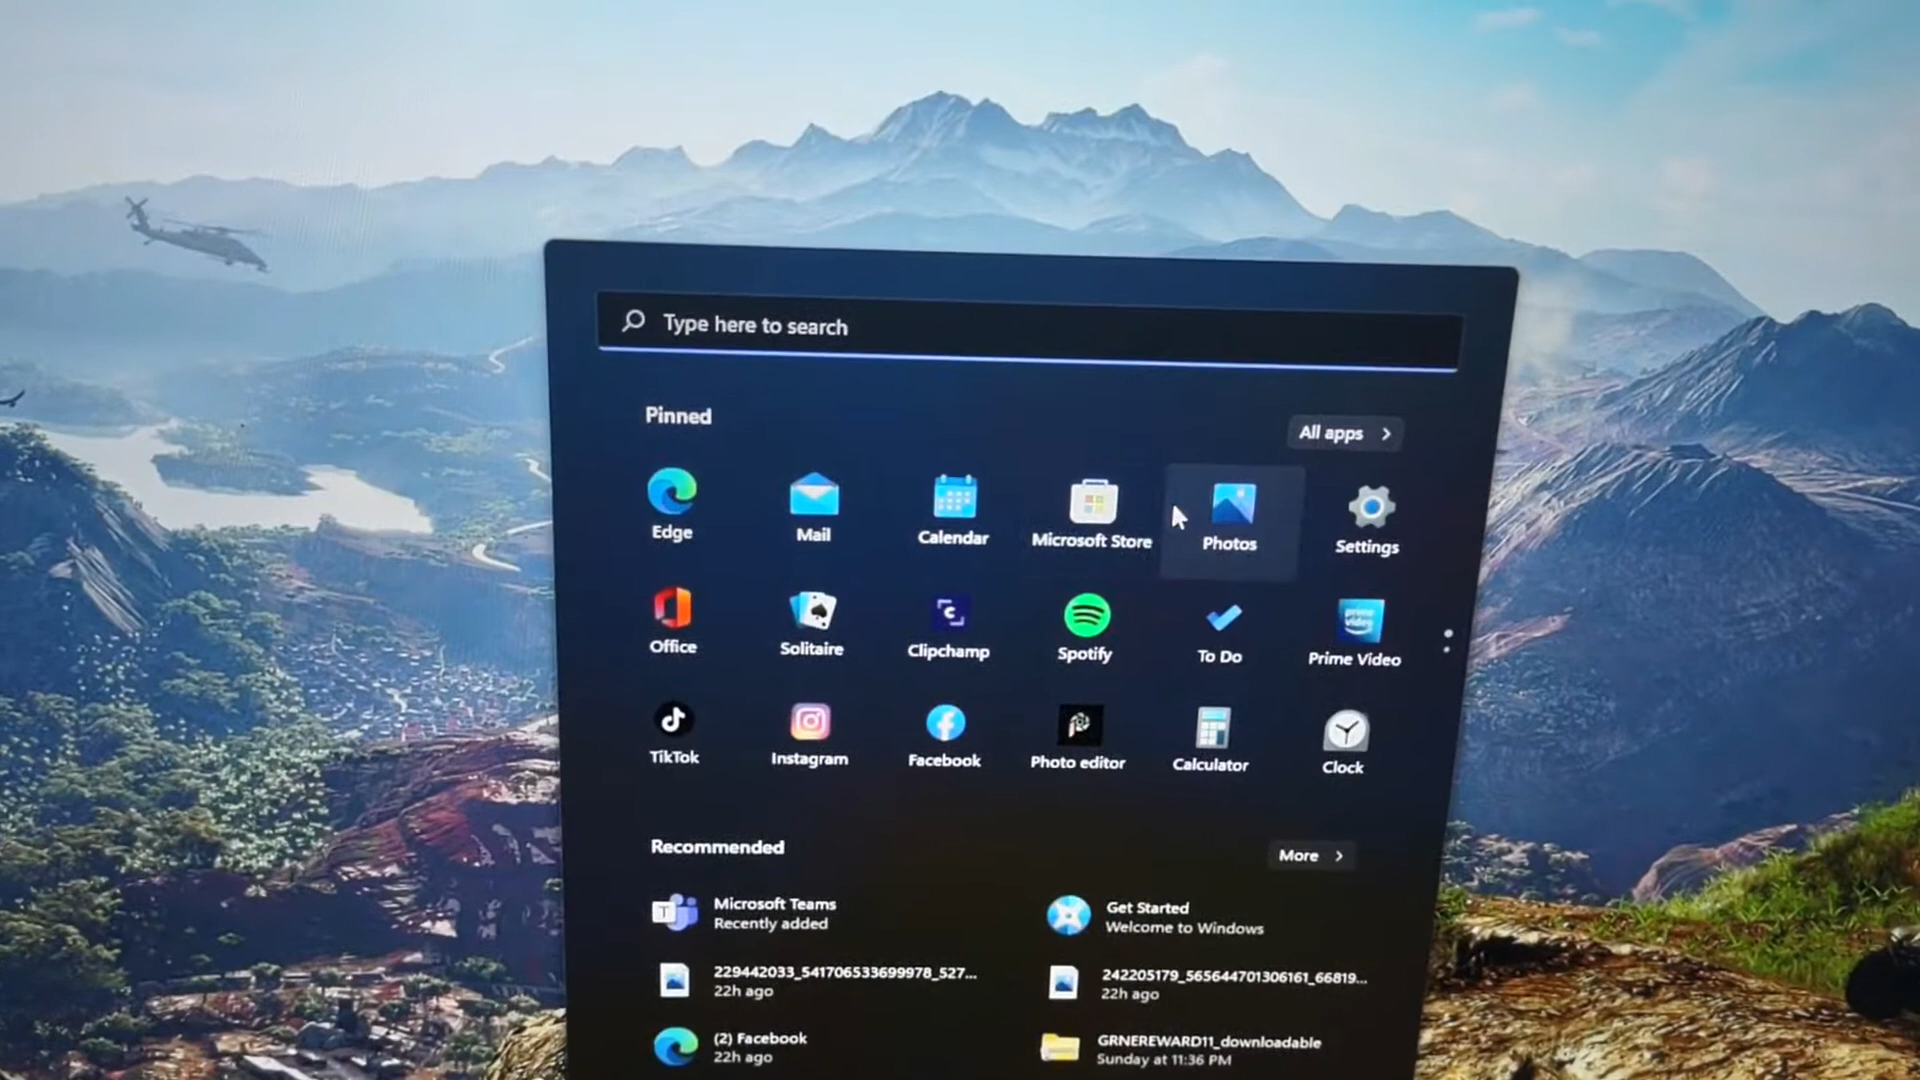 Type here to search
Pinned
All apps
Edge
Mail
Calendar
Microsoft Store
Photos
Settings
Office
Solitaire
Clipchamp
Spotify
To Do
prime video
Prime Video
TikTok
Instagram
Facebook
Photo editor
Calculator
Clock
Recommended
More
Microsoft Teams
Recently added
Get Started
Welcome to Windows
229442033_541706533699978_527...
22h ago
242205179_565644701306161_66819...
22h ago
(2) Facebook
22h ago
GRNEREWARD11_downloadable
Sunday at 11:36 PM